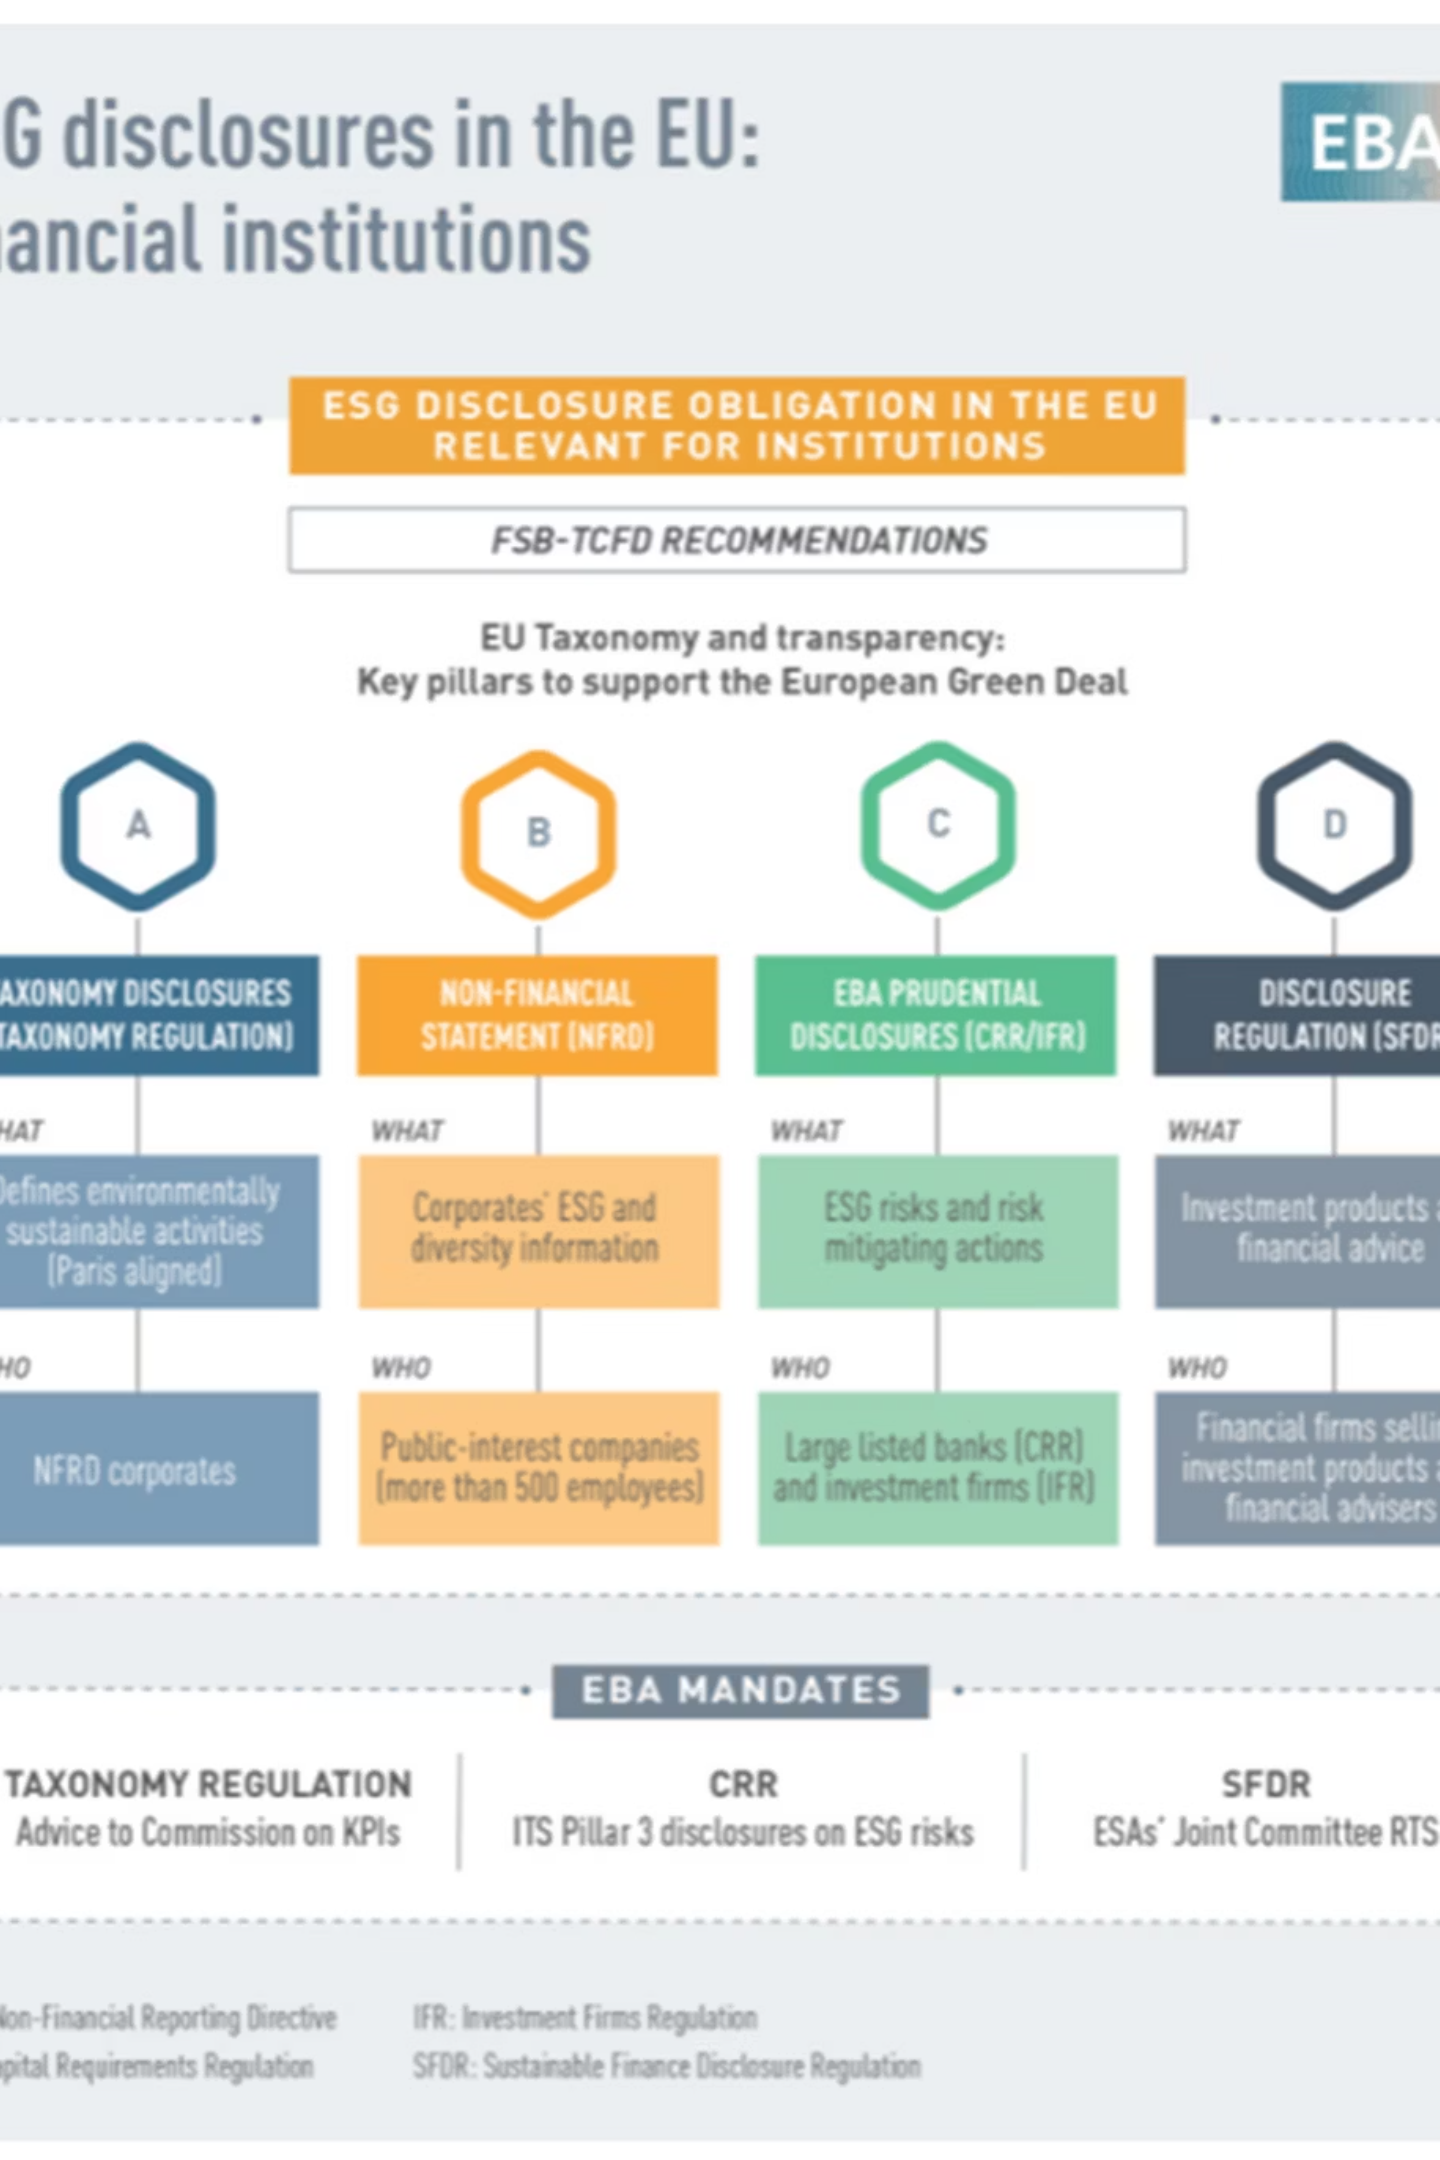 G disclosures in the EU:
ancial institutions
EBA
ESG DISCLOSURE OBLIGATION IN THE EU
RELEVANT FOR INSTITUTIONS
FSB-TCFD RECOMMENDATIONS
EU Taxonomy and transparency:
Key pillars to support the European Green Deal
A
B
C
D
AXONOMY DISCLOSURES
TAXONOMY REGULATION)
NON-FINANCIAL
STATEMENT (NFRD)
EBA PRUDENTIAL
DISCLOSURES (CRR/IFR)
DISCLOSURE
REGULATION (SFDR
HAT
WHAT
WHAT
WHAT
Defines environmentally
sustainable activities
(Paris aligned)
Corporates´ ESG and
diversity information
ESG risks and risk
mitigating actions
Investment products a
financial advice
HO
WHO
WHO
WHO
NFRD corporates
Public-interest companies
(more than 500 employees)
Large listed banks (CRR)
and investment firms (IFR)
Financial firms selli
investment products a
financial advisers
EBA MANDATES
TAXONOMY REGULATION
Advice to Commission on KPIs
CRR
ITS Pillar 3 disclosures on ESG risks
SFDR
ESAs´ Joint Committee RTS
Non-Financial Reporting Directive
apital Requirements Regulation
IFR: Investment Firms Regulation
SFDR: Sustainable Finance Disclosure Regulation